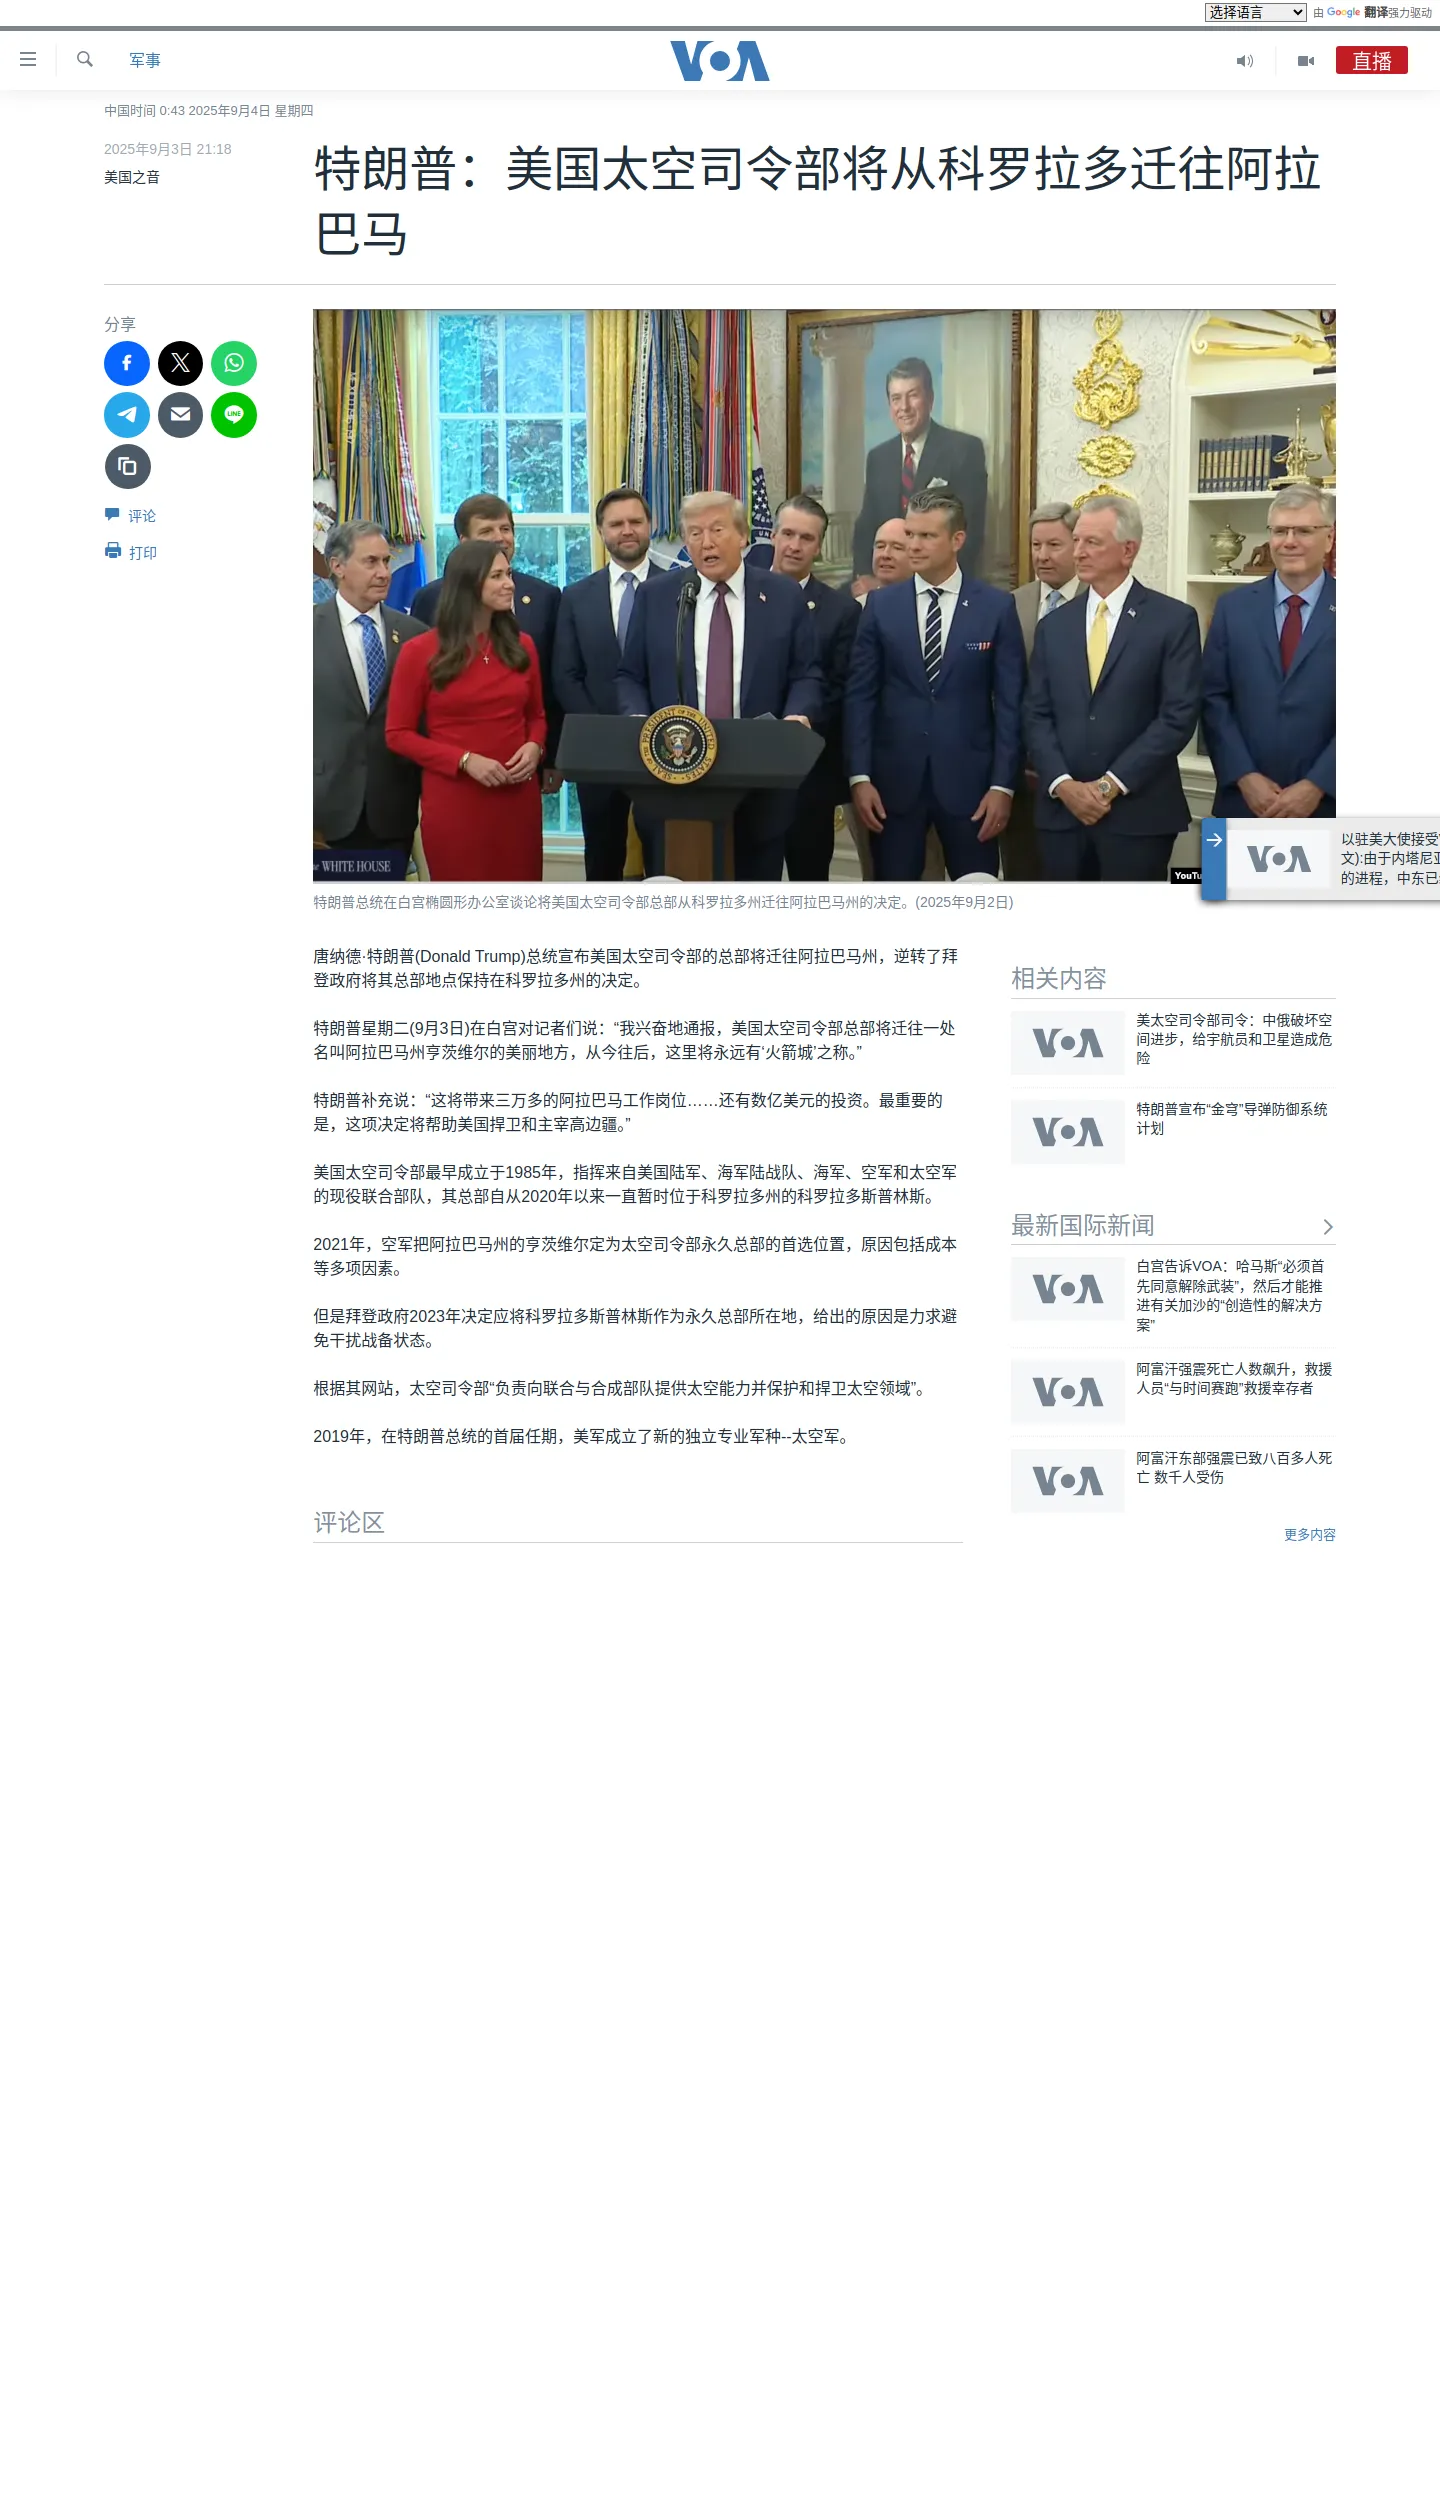 选择语言 由 Google 翻译强力驱动
军事
VOA
直播
中国时间 0:43 2025年9月4日 星期四
2025年9月3日 21:18
美国之音
特朗普：美国太空司令部将从科罗拉多迁往阿拉
巴马
分享
LINE
评论
打印
SEAL OF THE PRESIDENT OF THE UNITED STATES
THE WHITE HOUSE
YouTu
VOA
以驻美大使接受
文):由于内塔尼亚
的进程，中东已
特朗普总统在白宫椭圆形办公室谈论将美国太空司令部总部从科罗拉多州迁往阿拉巴马州的决定。(2025年9月2日)
唐纳德·特朗普(Donald Trump)总统宣布美国太空司令部的总部将迁往阿拉巴马州，逆转了拜
登政府将其总部地点保持在科罗拉多州的决定。
特朗普星期二(9月3日)在白宫对记者们说：“我兴奋地通报，美国太空司令部总部将迁往一处
名叫阿拉巴马州亨茨维尔的美丽地方，从今往后，这里将永远有‘火箭城’之称。”
特朗普补充说：“这将带来三万多的阿拉巴马工作岗位……还有数亿美元的投资。最重要的
是，这项决定将帮助美国捍卫和主宰高边疆。”
美国太空司令部最早成立于1985年，指挥来自美国陆军、海军陆战队、海军、空军和太空军
的现役联合部队，其总部自从2020年以来一直暂时位于科罗拉多州的科罗拉多斯普林斯。
2021年，空军把阿拉巴马州的亨茨维尔定为太空司令部永久总部的首选位置，原因包括成本
等多项因素。
但是拜登政府2023年决定应将科罗拉多斯普林斯作为永久总部所在地，给出的原因是力求避
免干扰战备状态。
根据其网站，太空司令部“负责向联合与合成部队提供太空能力并保护和捍卫太空领域”。
2019年，在特朗普总统的首届任期，美军成立了新的独立专业军种--太空军。
评论区
相关内容
VOA
美太空司令部司令：中俄破坏空
间进步，给宇航员和卫星造成危
险
VOA
特朗普宣布“金穹”导弹防御系统
计划
最新国际新闻
VOA
白宫告诉VOA：哈马斯“必须首
先同意解除武装”，然后才能推
进有关加沙的“创造性的解决方
案”
VOA
阿富汗强震死亡人数飙升，救援
人员“与时间赛跑”救援幸存者
VOA
阿富汗东部强震已致八百多人死
亡 数千人受伤
更多内容